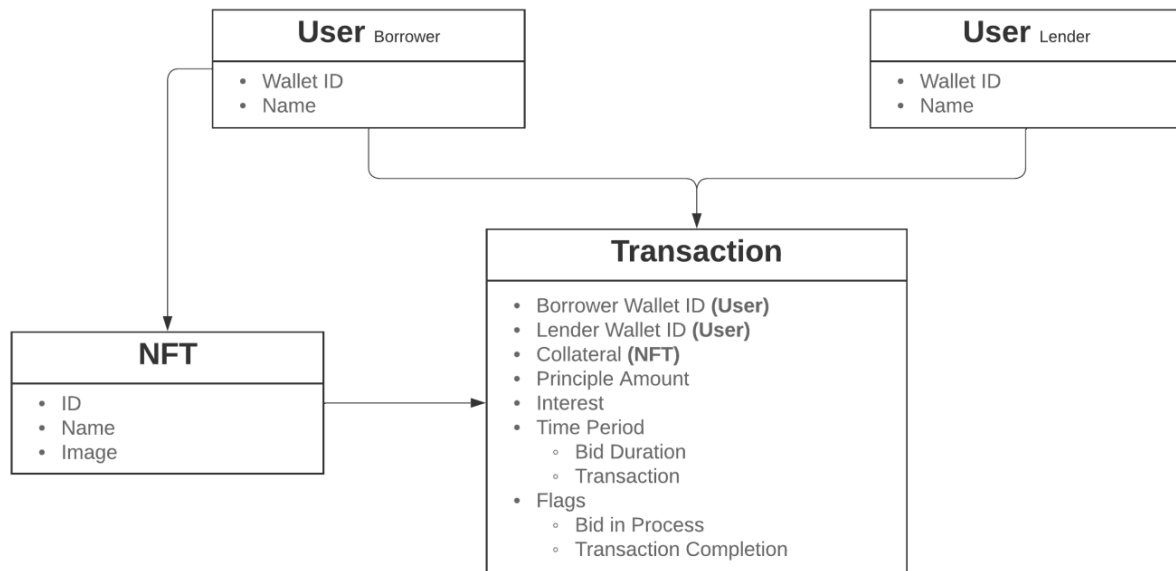 User Borrower
• Wallet ID
• Name
User Lender
• Wallet ID
• Name
Transaction
• Borrower Wallet ID (User)
• Lender Wallet ID (User)
• Collateral (NFT)
• Principle Amount
• Interest
• Time Period
◦ Bid Duration
◦ Transaction
• Flags
◦ Bid in Process
◦ Transaction Completion
NFT
• ID
• Name
• Image